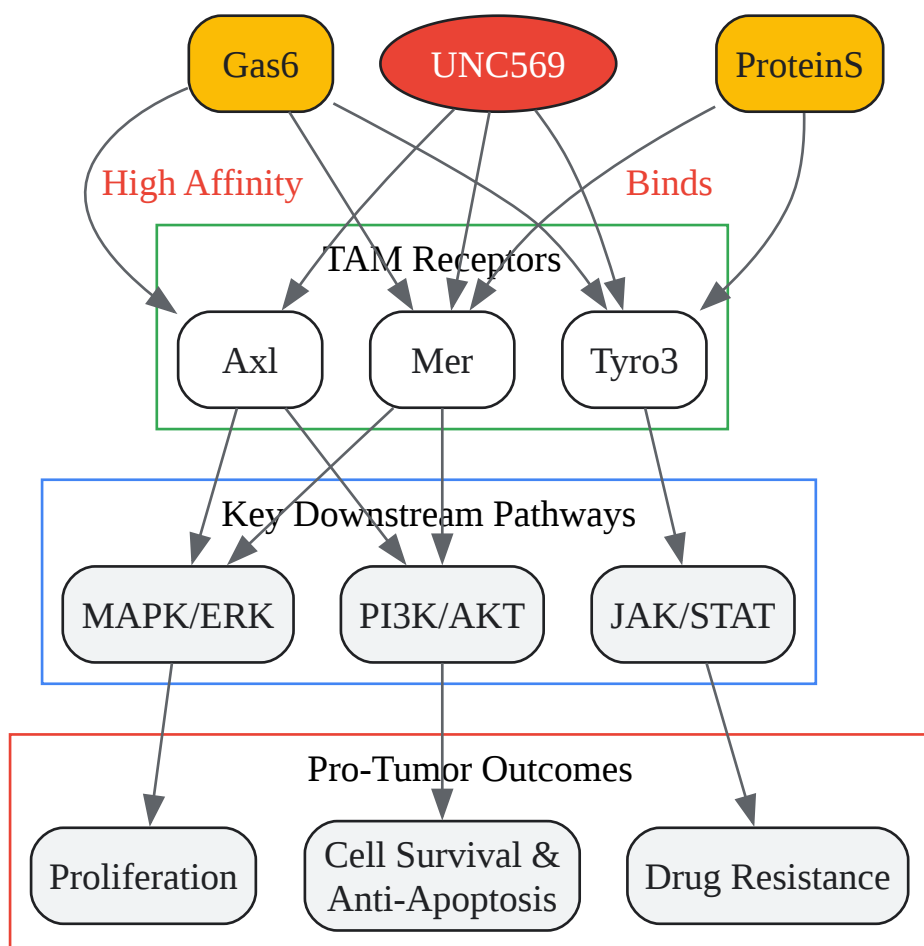 Gas6
UNC569
ProteinS
High Affinity
Binds
TAM Receptors
Axl
Mer
Tyro3
Key Downstream Pathways
MAPK/ERK
PI3K/AKT
JAK/STAT
Pro-Tumor Outcomes
Proliferation
Cell Survival &
Anti-Apoptosis
Drug Resistance